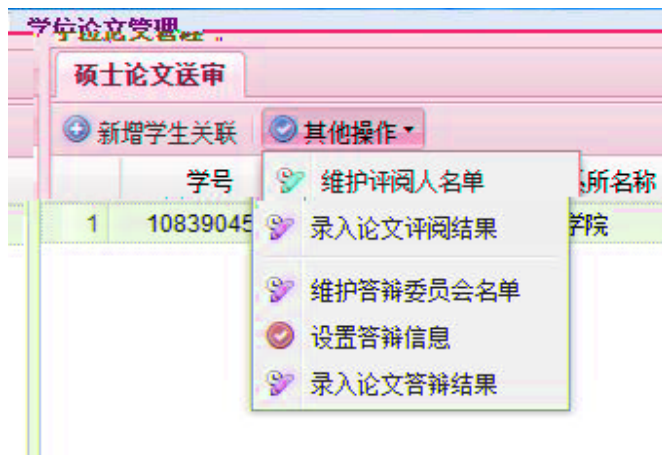 学位论文管理
硕士论文送审
新增学生关联 其他操作
学号 所名称
1 10839045 学院
维护评阅人名单
录入论文评阅结果
维护答辩委员会名单
设置答辩信息
录入论文答辩结果